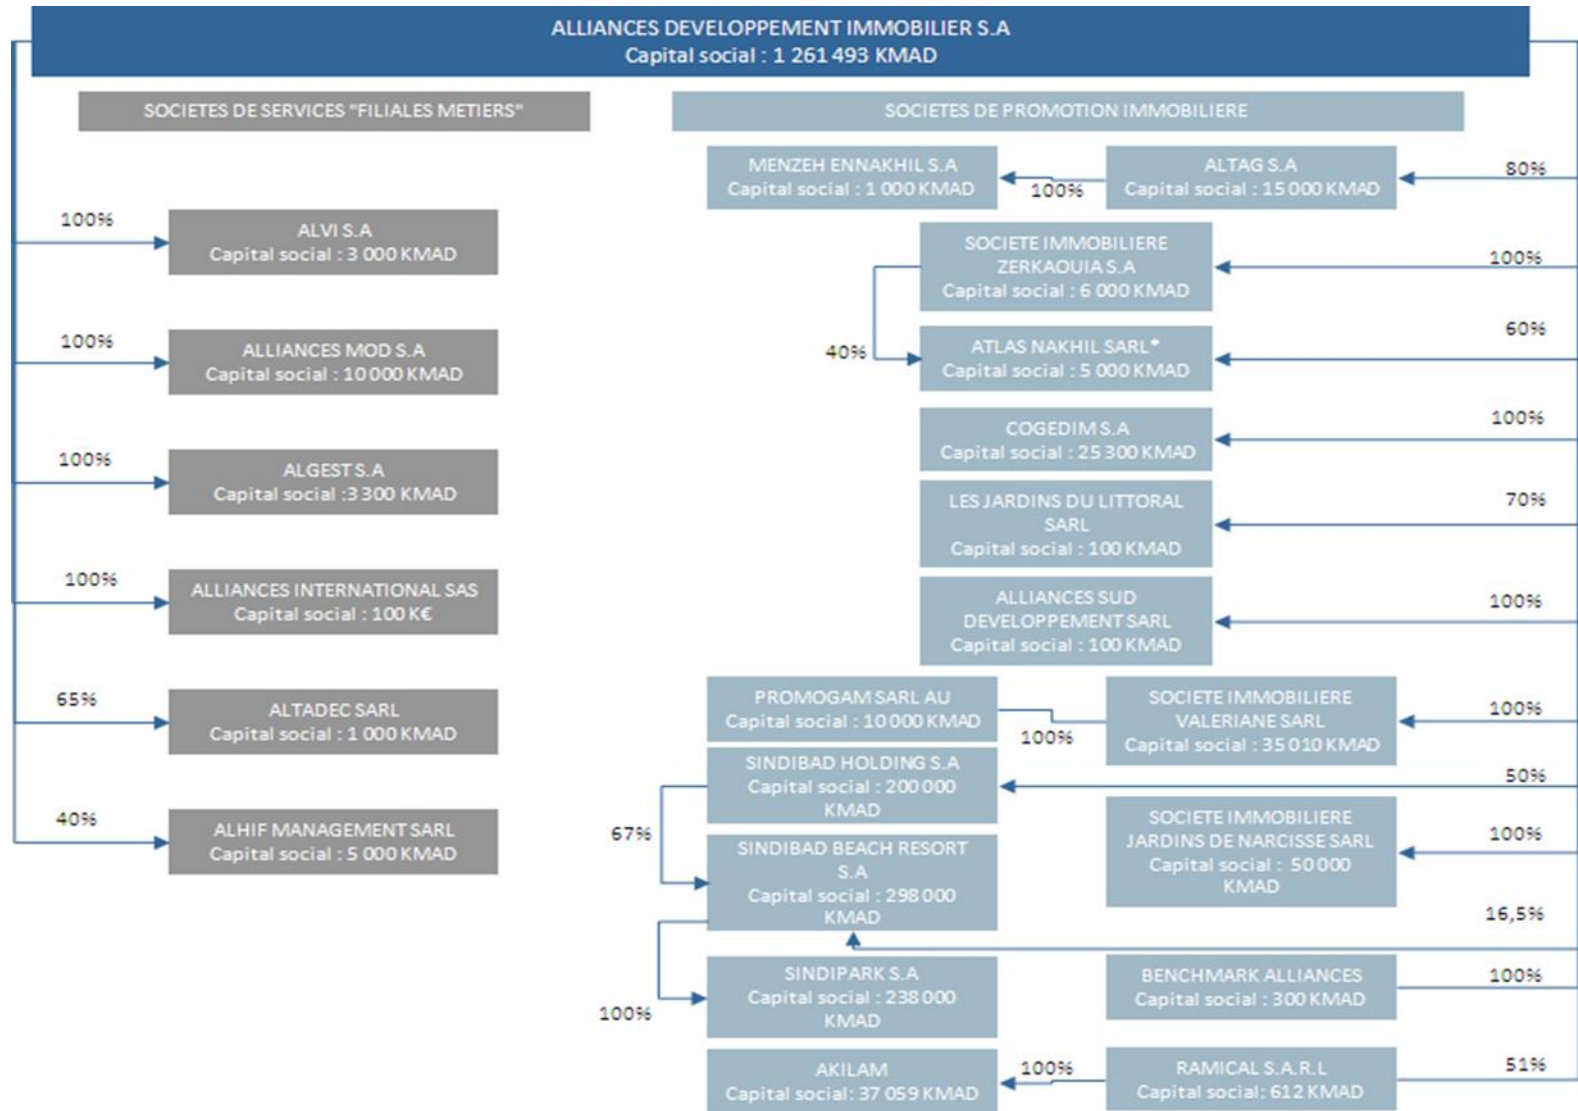 ALLIANCES DEVELOPPEMENT IMMOBILIER S.A
Capital social : 1 261 493 KMAD
SOCIETES DE SERVICES "FILIALES METIERS"
SOCIETES DE PROMOTION IMMOBILIERE
100%
ALVI S.A
Capital social : 3 000 KMAD
100%
ALLIANCES MOD S.A
Capital social : 10 000 KMAD
100%
ALGEST S.A
Capital social :3 300 KMAD
100%
ALLIANCES INTERNATIONAL SAS
Capital social : 100 K€
65%
ALTADEC SARL
Capital social : 1 000 KMAD
40%
ALHIF MANAGEMENT SARL
Capital social : 5 000 KMAD
MENZEH ENNAKHIL S.A
Capital social : 1 000 KMAD
100%
ALTAG S.A
Capital social : 15 000 KMAD
80%
SOCIETE IMMOBILIERE
ZERKAOUIA S.A
Capital social : 6 000 KMAD
100%
40%
ATLAS NAKHIL SARL*
Capital social : 5 000 KMAD
60%
COGEDIM S.A
Capital social : 25 300 KMAD
100%
LES JARDINS DU LITTORAL
SARL
Capital social : 100 KMAD
70%
ALLIANCES SUD
DEVELOPPEMENT SARL
Capital social : 100 KMAD
100%
PROMOGAM SARL AU
Capital social : 10 000 KMAD
100%
SOCIETE IMMOBILIERE
VALERIANE SARL
Capital social : 35 010 KMAD
100%
SINDIBAD HOLDING S.A
Capital social : 200 000
KMAD
50%
67%
SINDIBAD BEACH RESORT
S.A
Capital social : 298 000
KMAD
SOCIETE IMMOBILIERE
JARDINS DE NARCISSE SARL
Capital social : 50 000
KMAD
100%
16,5%
100%
SINDIPARK S.A
Capital social : 238 000
KMAD
BENCHMARK ALLIANCES
Capital social : 300 KMAD
100%
AKILAM
Capital social: 37 059 KMAD
100%
RAMICAL S.A.R.L
Capital social: 612 KMAD
51%